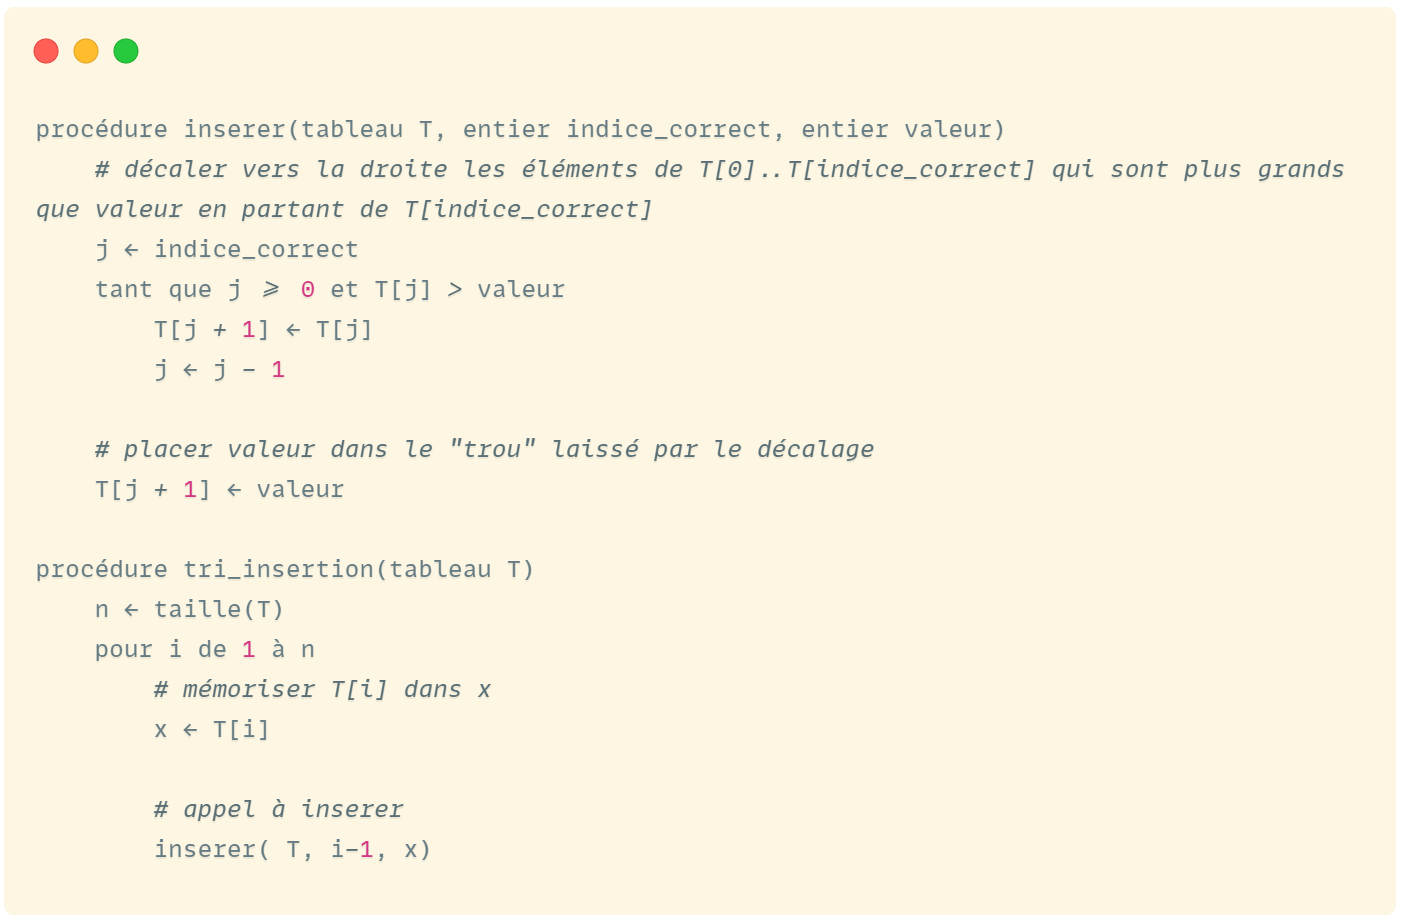 procédure inserer(tableau T, entier indice_correct, entier valeur)
    # décaler vers la droite les éléments de T[0]..T[indice_correct] qui sont plus grands
que valeur en partant de T[indice_correct]
    j ← indice_correct
    tant que j ⩾ 0 et T[j] > valeur
        T[j + 1] ← T[j]
        j ← j - 1
    # placer valeur dans le "trou" laissé par le décalage
    T[j + 1] ← valeur
procédure tri_insertion(tableau T)
    n ← taille(T)
    pour i de 1 à n
        # mémoriser T[i] dans x
        x ← T[i]
        # appel à inserer
        inserer( T, i-1, x)